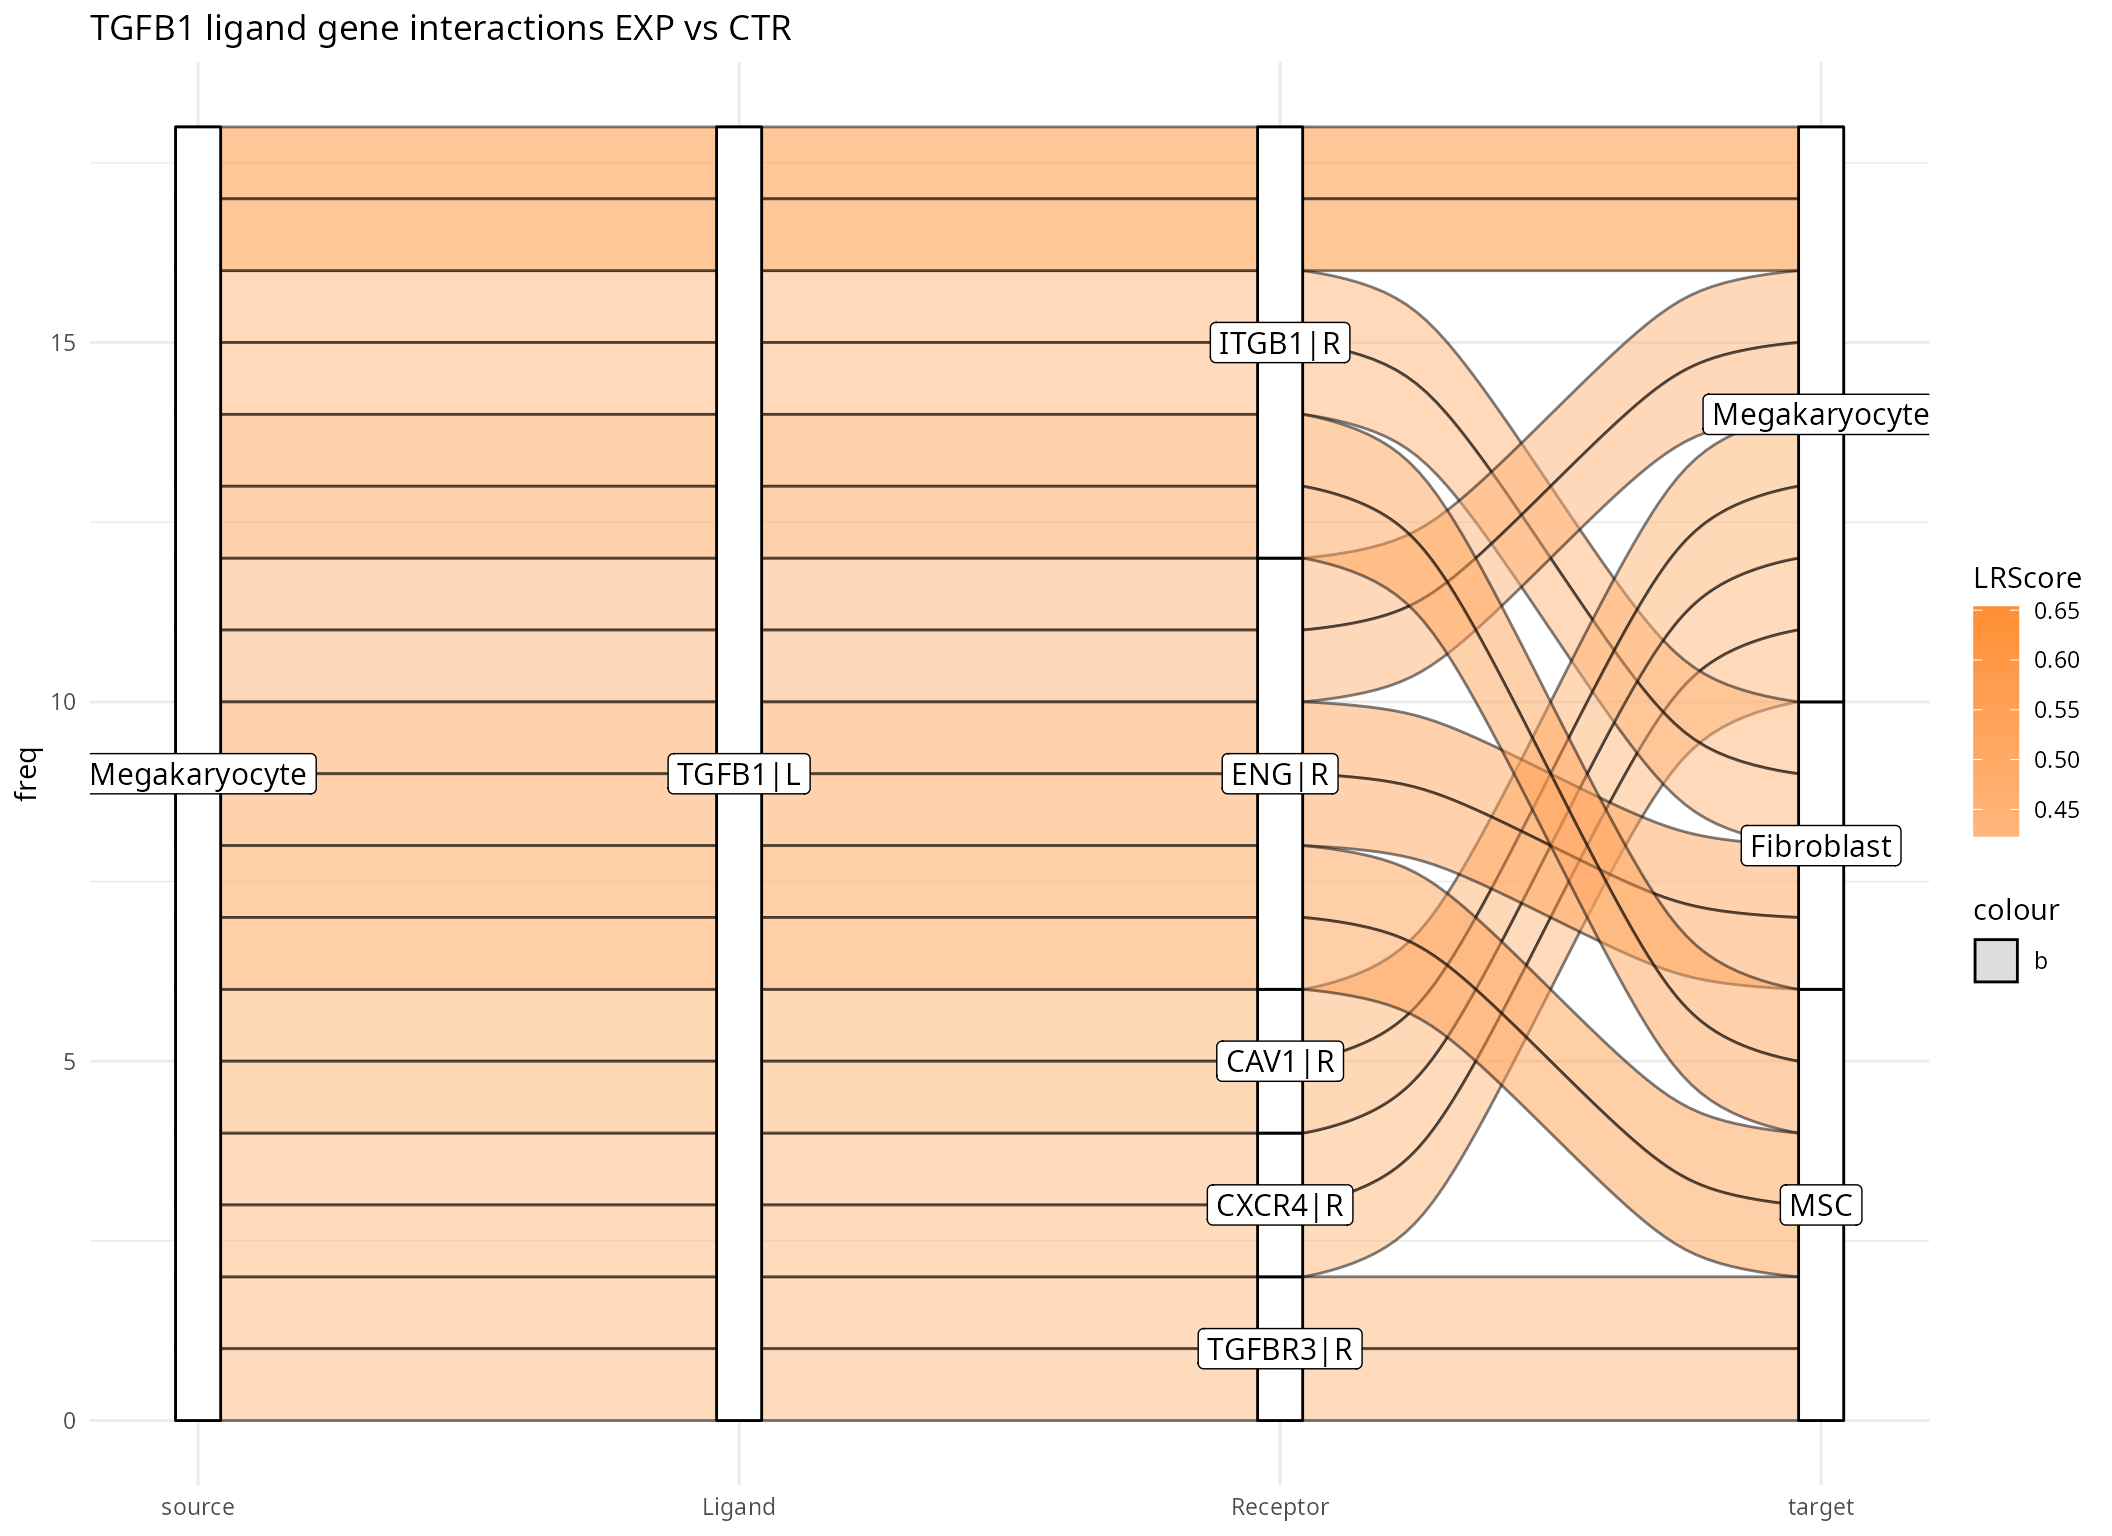 TGFB1 ligand gene interactions EXP vs CTR
freq
15
10
5
0
Megakaryocyte
TGFB1|L
ITGB1|R
ENG|R
CAV1|R
CXCR4|R
TGFBR3|R
Megakaryocyte
Fibroblast
MSC
source
Ligand
Receptor
target
LRScore
0.65
0.60
0.55
0.50
0.45
colour
b